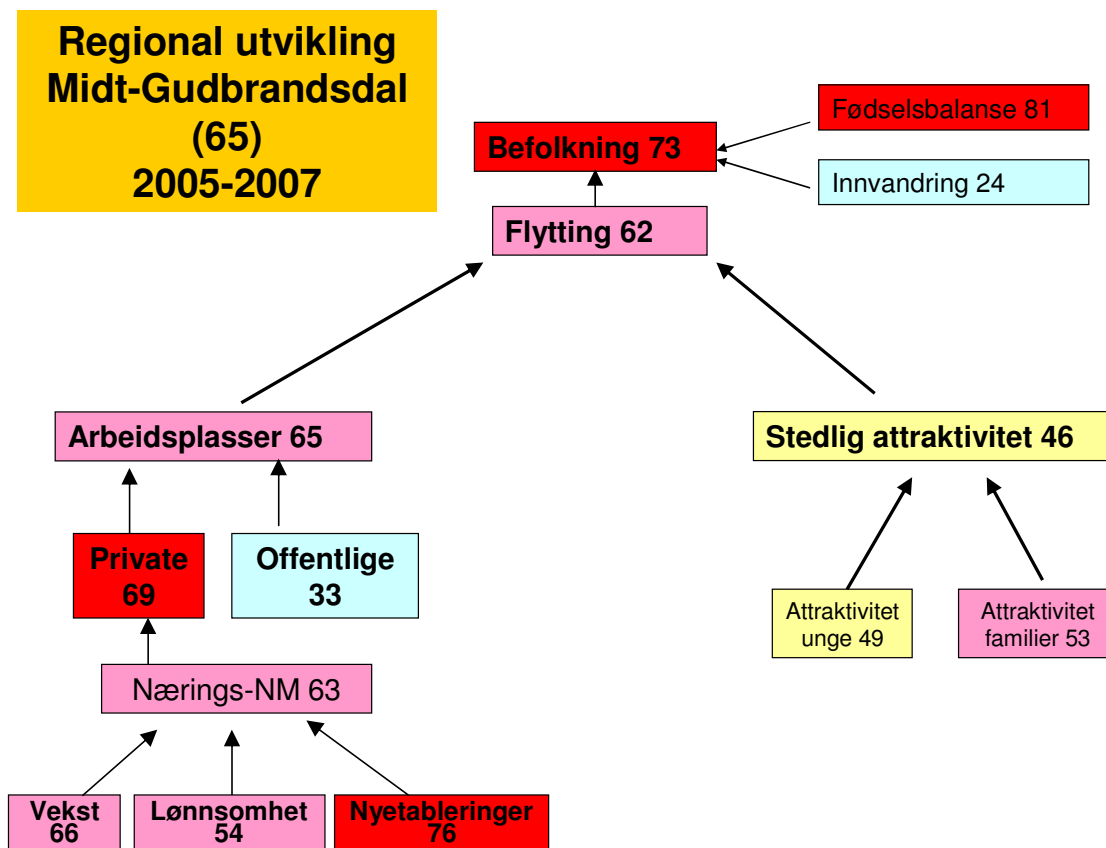 Regional utvikling
Midt-Gudbrandsdal
(65)
2005-2007
Fødselsbalanse 81
Befolkning 73
Innvandring 24
Flytting 62
Arbeidsplasser 65
Stedlig attraktivitet 46
Private
69
Offentlige
33
Attraktivitet
unge 49
Attraktivitet
familier 53
Nærings-NM 63
Vekst
66
Lønnsomhet
54
Nyetableringer
76